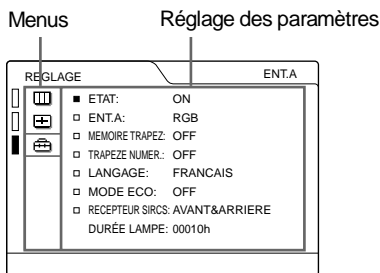 Menus Réglage des paramètres
REGLAGE ENT.A
ETAT: ON
ENT.A: RGB
MEMOIRE TRAPEZ: OFF
TRAPEZE NUMER.: OFF
LANGAGE: FRANCAIS
MODE ECO: OFF
RECEPTEUR SIRCS: AVANT&ARRIERE
DURÉE LAMPE: 00010h